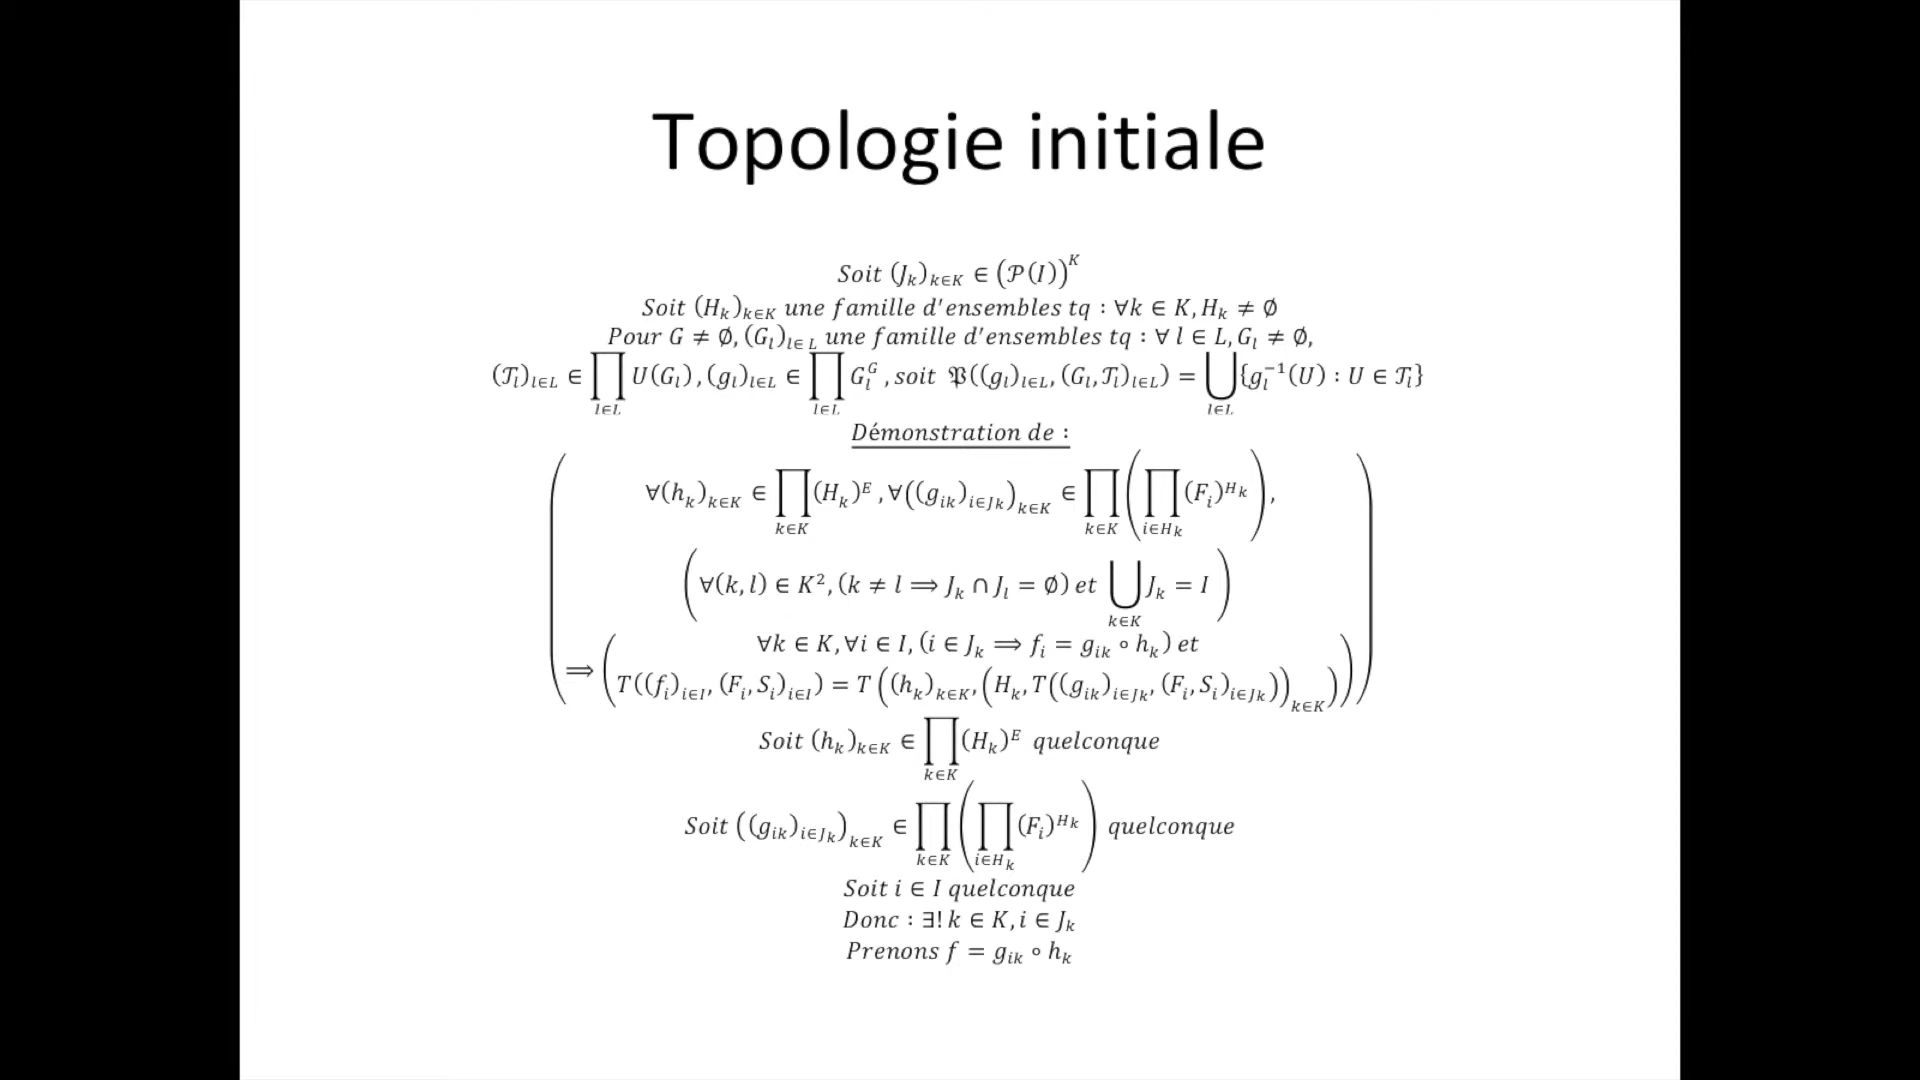 Topologie initiale
Soit (J_k)_{k∈K} ∈ (𝒫(I))^K
Soit (H_k)_{k∈K} une famille d'ensembles tq : ∀k ∈ K, H_k ≠ ∅
Pour G ≠ ∅, (G_l)_{l∈L} une famille d'ensembles tq : ∀ l ∈ L, G_l ≠ ∅,
(𝒯_l)_{l∈L} ∈ ∏_{l∈L} U(G_l) , (g_l)_{l∈L} ∈ ∏_{l∈L} G_l^G , soit 𝔓((g_l)_{l∈L}, (G_l, 𝒯_l)_{l∈L}) = ⋃_{l∈L} {g_l^{-1}(U) : U ∈ 𝒯_l}
Démonstration de :
( ∀(h_k)_{k∈K} ∈ ∏_{k∈K} (H_k)^E , ∀((g_{ik})_{i∈J_k})_{k∈K} ∈ ∏_{k∈K} ( ∏_{i∈H_k} (F_i)^{H_k} ) ,
( ∀(k, l) ∈ K², (k ≠ l ⟹ J_k ∩ J_l = ∅) et ⋃_{k∈K} J_k = I )
⟹ ( ∀k ∈ K, ∀i ∈ I, (i ∈ J_k ⟹ f_i = g_{ik} ∘ h_k) et
T((f_i)_{i∈I}, (F_i, S_i)_{i∈I}) = T ( (h_k)_{k∈K}, ( H_k, T((g_{ik})_{i∈J_k}, (F_i, S_i)_{i∈J_k}) )_{k∈K} ) ) )
Soit (h_k)_{k∈K} ∈ ∏_{k∈K} (H_k)^E quelconque
Soit ((g_{ik})_{i∈J_k})_{k∈K} ∈ ∏_{k∈K} ( ∏_{i∈H_k} (F_i)^{H_k} ) quelconque
Soit i ∈ I quelconque
Donc : ∃! k ∈ K, i ∈ J_k
Prenons f = g_{ik} ∘ h_k